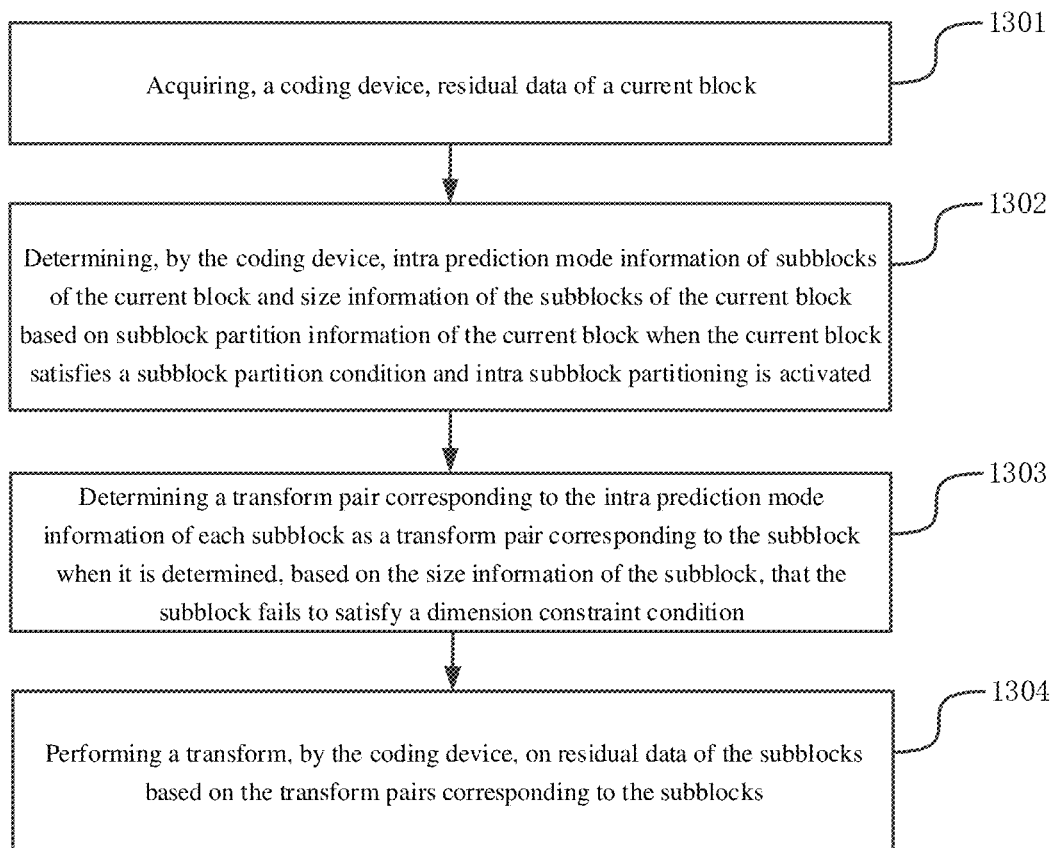 1301
Acquiring, a coding device, residual data of a current block
1302
Determining, by the coding device, intra prediction mode information of subblocks
of the current block and size information of the subblocks of the current block
based on subblock partition information of the current block when the current block
satisfies a subblock partition condition and intra subblock partitioning is activated
1303
Determining a transform pair corresponding to the intra prediction mode
information of each subblock as a transform pair corresponding to the subblock
when it is determined, based on the size information of the subblock, that the
subblock fails to satisfy a dimension constraint condition
1304
Performing a transform, by the coding device, on residual data of the subblocks
based on the transform pairs corresponding to the subblocks